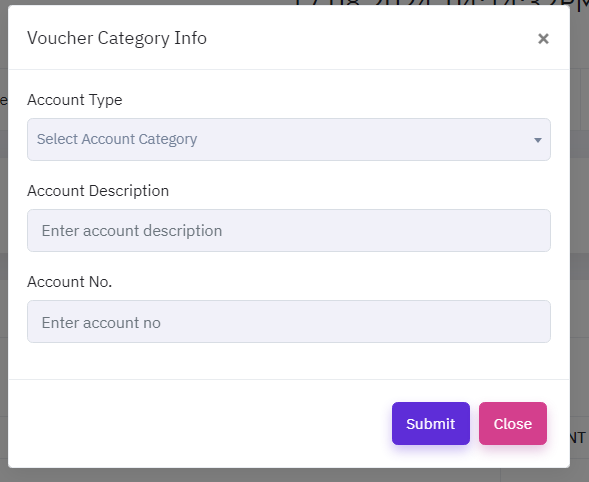 Voucher Category Info
×
Account Type
Select Account Category
Account Description
Enter account description
Account No.
Enter account no
Submit
Close
NT